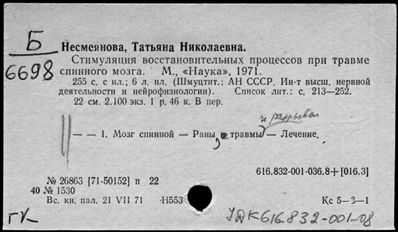 Б
6698
Несмеянова, Татьяна Николаевна.
Стимуляция восстановительных процессов при травме
спинного мозга. М., «Наука», 1971.
255 с. с ил.; 6 л. ил. (Шмуцтит.: АН СССР. Ин-т высш. нервной
деятельности и нейрофизиологии). Список лит.: с. 213—252.
22 см. 2.100 экз. 1 р. 46 к. В пер.
и разрывы
— — 1. Мозг спинной — Раны и травмы — Лечение.
616.832-001-036.8+[016.3]
№ 26863 [71-50152] п 22
40 № 1530
Вс. кн. пал. 21 VII 71 Н553 Кс 5—3—1
ГК УДК616.832-001-08